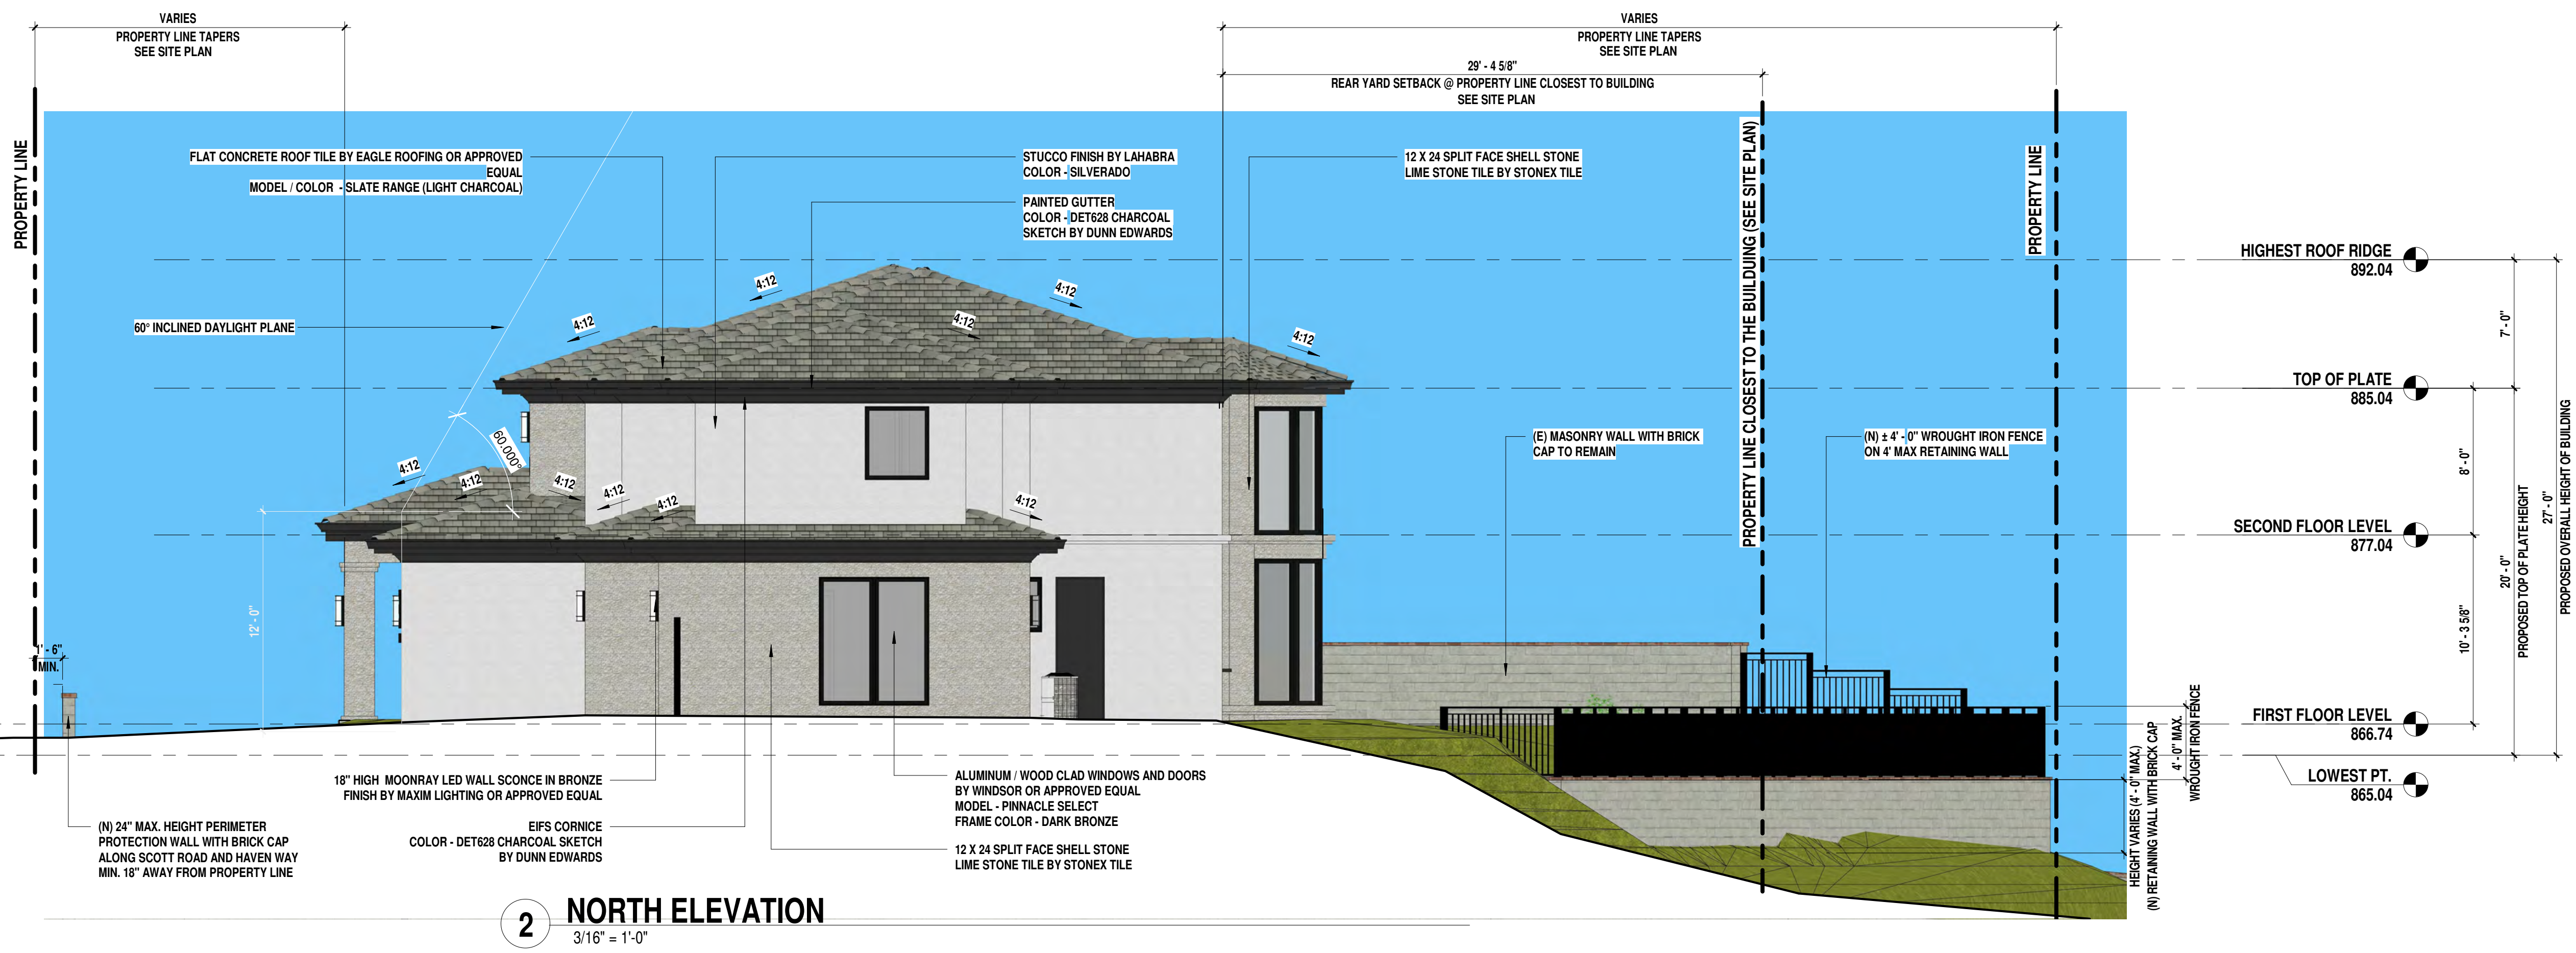 VARIES
PROPERTY LINE TAPERS
SEE SITE PLAN
VARIES
PROPERTY LINE TAPERS
SEE SITE PLAN
29' - 4 5/8"
REAR YARD SETBACK @ PROPERTY LINE CLOSEST TO BUILDING
SEE SITE PLAN
PROPERTY LINE
FLAT CONCRETE ROOF TILE BY EAGLE ROOFING OR APPROVED
EQUAL
MODEL / COLOR - SLATE RANGE (LIGHT CHARCOAL)
STUCCO FINISH BY LAHABRA
COLOR - SILVERADO
PAINTED GUTTER
COLOR - DET628 CHARCOAL
SKETCH BY DUNN EDWARDS
12 X 24 SPLIT FACE SHELL STONE
LIME STONE TILE BY STONEX TILE
PROPERTY LINE CLOSEST TO THE BUILDUING (SEE SITE PLAN)
PROPERTY LINE
HIGHEST ROOF RIDGE
892.04
4:12
4:12
4:12
4:12
4:12
60° INCLINED DAYLIGHT PLANE
7' - 0"
TOP OF PLATE
885.04
60.000°
4:12
4:12
4:12
4:12
4:12
4:12
(E) MASONRY WALL WITH BRICK
CAP TO REMAIN
(N) ± 4' - 0" WROUGHT IRON FENCE
ON 4' MAX RETAINING WALL
8' - 0"
SECOND FLOOR LEVEL
877.04
20' - 0"
PROPOSED TOP OF PLATE HEIGHT
27' - 0"
PROPOSED OVERALL HEIGHT OF BUILDING
12' - 0"
10' - 3 5/8"
1' - 6"
MIN.
FIRST FLOOR LEVEL
866.74
LOWEST PT.
865.04
4' - 0" MAX.
WROUGHT IRON FENCE
HEIGHT VARIES (4' - 0" MAX.)
(N) RETAINING WALL WITH BRICK CAP
18" HIGH MOONRAY LED WALL SCONCE IN BRONZE
FINISH BY MAXIM LIGHTING OR APPROVED EQUAL
ALUMINUM / WOOD CLAD WINDOWS AND DOORS
BY WINDSOR OR APPROVED EQUAL
MODEL - PINNACLE SELECT
FRAME COLOR - DARK BRONZE
(N) 24" MAX. HEIGHT PERIMETER
PROTECTION WALL WITH BRICK CAP
ALONG SCOTT ROAD AND HAVEN WAY
MIN. 18" AWAY FROM PROPERTY LINE
EIFS CORNICE
COLOR - DET628 CHARCOAL SKETCH
BY DUNN EDWARDS
12 X 24 SPLIT FACE SHELL STONE
LIME STONE TILE BY STONEX TILE
2
NORTH ELEVATION
3/16" = 1'-0"